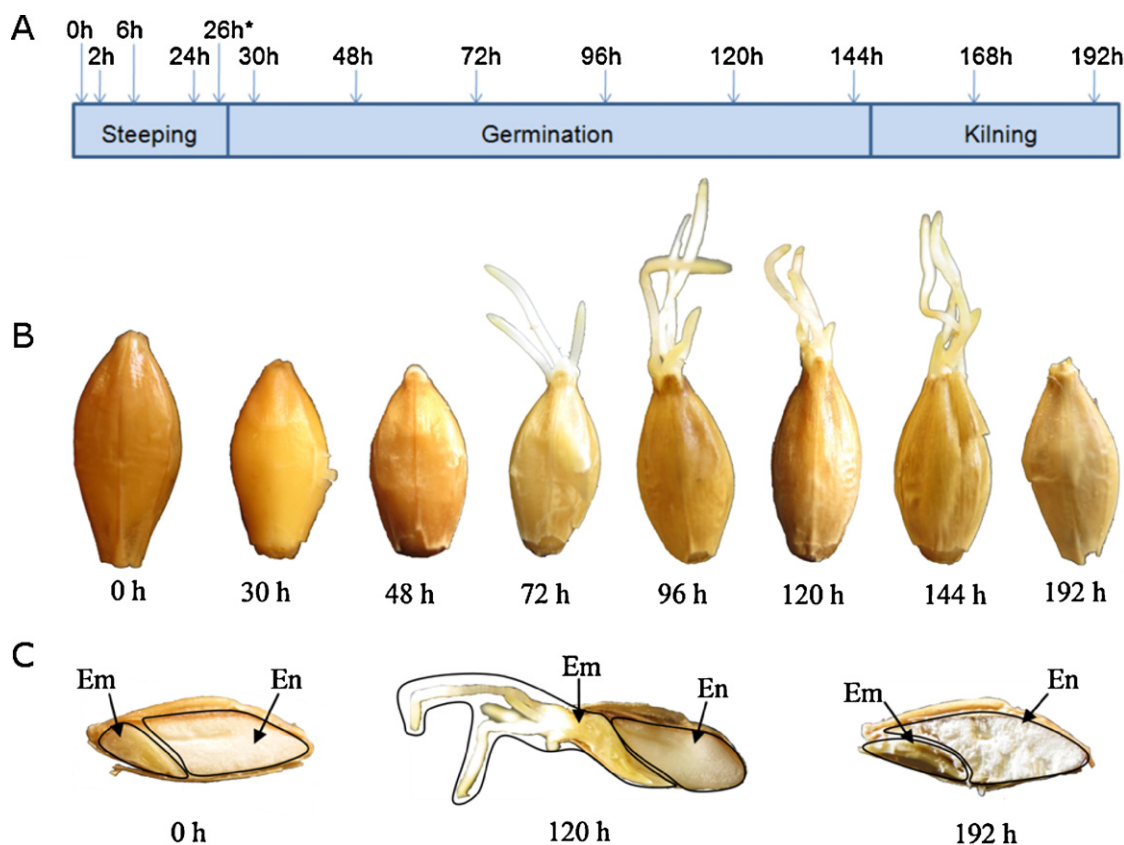 A
0h 6h 26h*
2h 24h 30h 48h 72h 96h 120h 144h 168h 192h
Steeping Germination Kilning
B
0 h 30 h 48 h 72 h 96 h 120 h 144 h 192 h
C
Em En Em En Em En
0 h 120 h 192 h